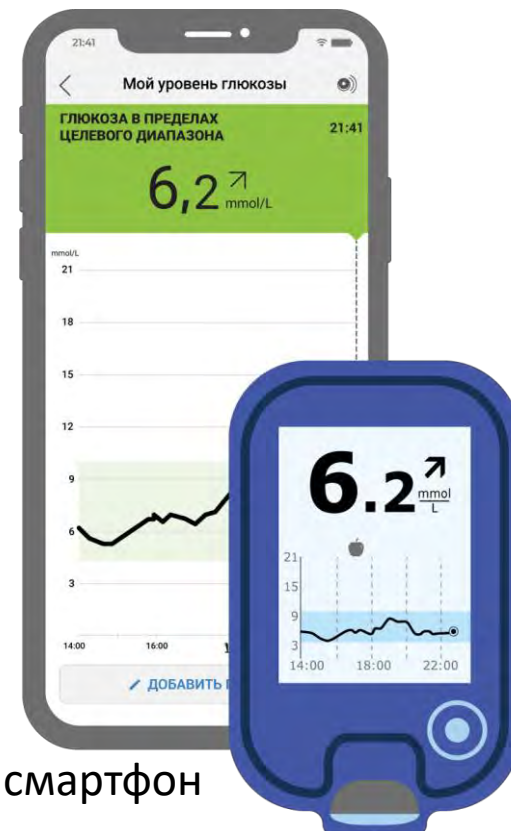 21:41
Мой уровень глюкозы
ГЛЮКОЗА В ПРЕДЕЛАХ
ЦЕЛЕВОГО ДИАПАЗОНА
21:41
6,2
mmol/L
mmol/L
21
18
15
12
9
6
3
14:00 16:00
ДОБАВИТЬ
6.2
mmol
L
21
15
9
3
14:00 18:00 22:00
смартфон